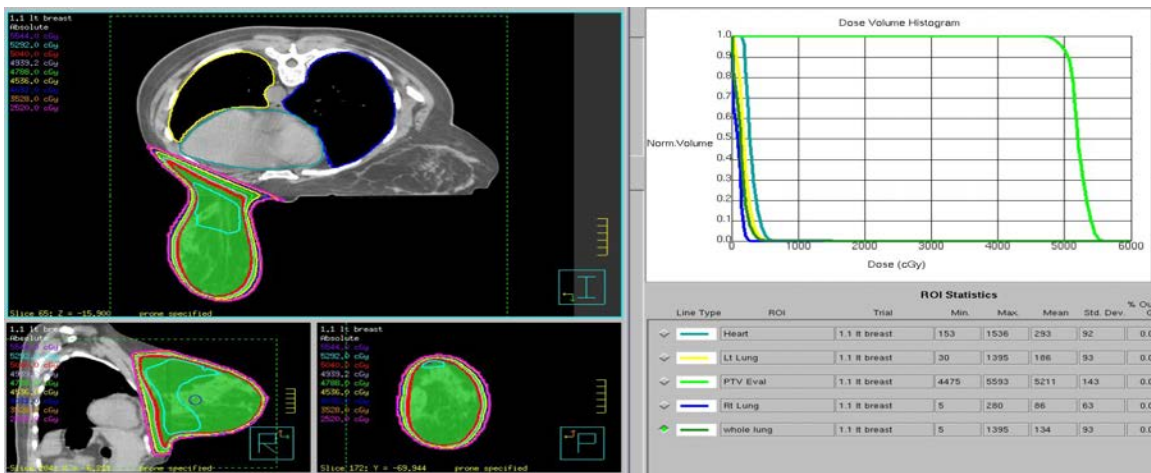 1.1 lt breast
Absolute
5544.0 cGy
5292.0 cGy
5040.0 cGy
4939.2 cGy
4788.0 cGy
4536.0 cGy
3528.0 cGy
2520.0 cGy
Slice 65: Z = -15.900
prone specified
I
1.1 lt breast
Absolute
5544.0 cGy
5292.0 cGy
5040.0 cGy
4939.2 cGy
4788.0 cGy
4536.0 cGy
3528.0 cGy
2520.0 cGy
prone specified
R
1.1 lt breast
Absolute
5544.0 cGy
5292.0 cGy
5040.0 cGy
4939.2 cGy
4788.0 cGy
4536.0 cGy
3528.0 cGy
2520.0 cGy
Slice 172: Y = -69.944
prone specified
P
Dose Volume Histogram
1.0
0.9
0.8
0.7
0.6
Norm.Volume
0.5
0.4
0.3
0.2
0.1
0.0
0 1000 2000 3000 4000 5000 6000
Dose (cGy)
ROI Statistics
Line Type ROI Trial Min. Max. Mean Std. Dev.
Heart 1.1 lt breast 153 1536 293 92
Lt Lung 1.1 lt breast 30 1395 186 93
PTV Eval 1.1 lt breast 4475 5593 5211 143
Rt Lung 1.1 lt breast 5 280 86 63
whole lung 1.1 lt breast 5 1395 134 93